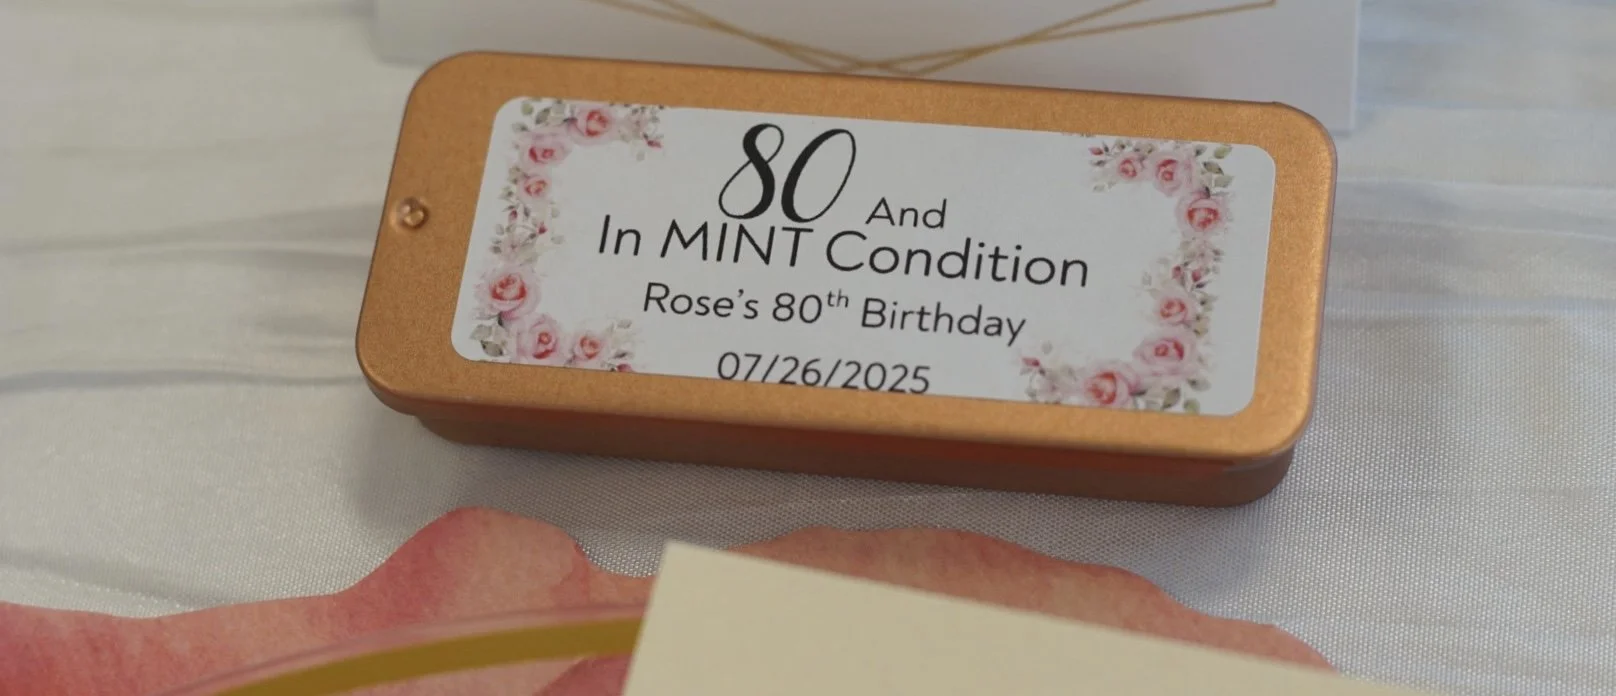 80 And
In MINT Condition
Rose's 80th Birthday
07/26/2025